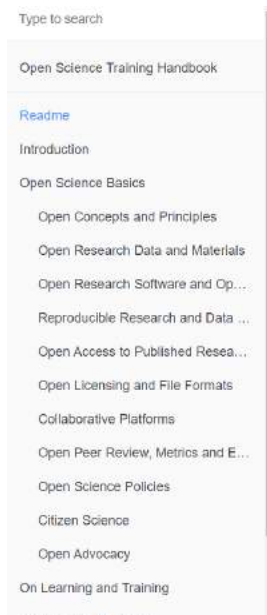 Type to search
Open Science Training Handbook
Readme
Introduction
Open Science Basics
Open Concepts and Principles
Open Research Data and Materials
Open Research Software and Op...
Reproducible Research and Data ...
Open Access to Published Resea...
Open Licensing and File Formats
Collaborative Platforms
Open Peer Review, Metrics and E...
Open Science Policies
Citizen Science
Open Advocacy
On Learning and Training